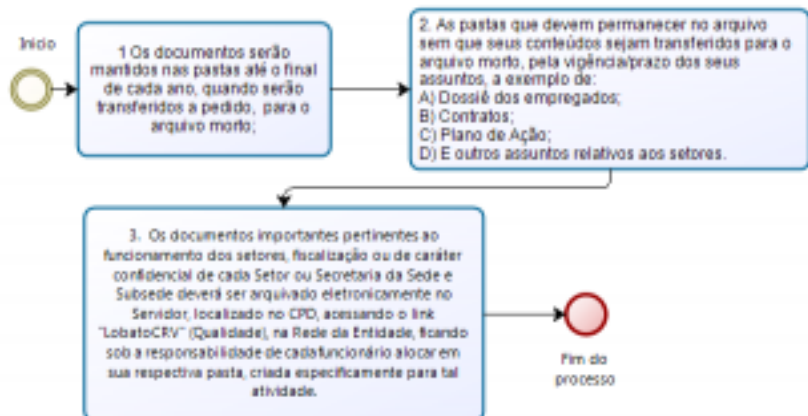 Início
1 Os documentos serão
mantidos nas pastas até o final
de cada ano, quando serão
transferidos a pedido, para o
arquivo morto;
2. As pastas que devem permanecer no arquivo
sem que seus conteúdos sejam transferidos para o
arquivo morto, pela vigência/prazo dos seus
assuntos, a exemplo de:
A) Dossiê dos empregados;
B) Contratos;
C) Plano de Ação;
D) E outros assuntos relativos aos setores.
3. Os documentos importantes pertinentes ao
funcionamento dos setores, fiscalização ou de caráter
confidencial de cada Setor ou Secretaria da Sede e
Subsede deverá ser arquivado eletronicamente no
Servidor, localizado no CPD, acessando o link
"LobatoCRV" (Qualidade), na Rede da Entidade, ficando
sob a responsabilidade de cada funcionário alocar em
sua respectiva pasta, criada especificamente para tal
atividade.
Fim do
processo